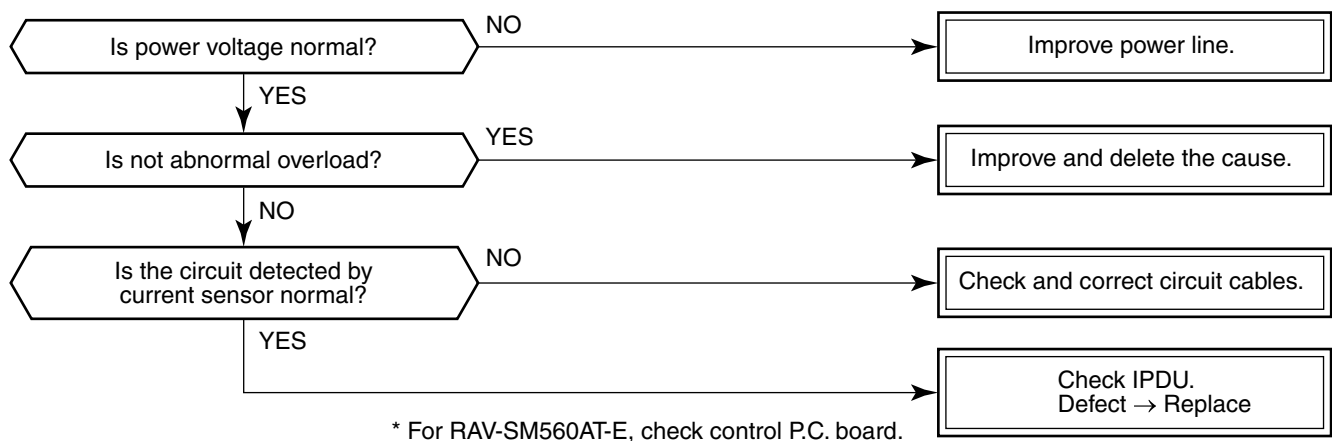 Is power voltage normal?
NO
Improve power line.
YES
Is not abnormal overload?
YES
Improve and delete the cause.
NO
Is the circuit detected by
current sensor normal?
NO
Check and correct circuit cables.
YES
Check IPDU.
Defect → Replace
* For RAV-SM560AT-E, check control P.C. board.